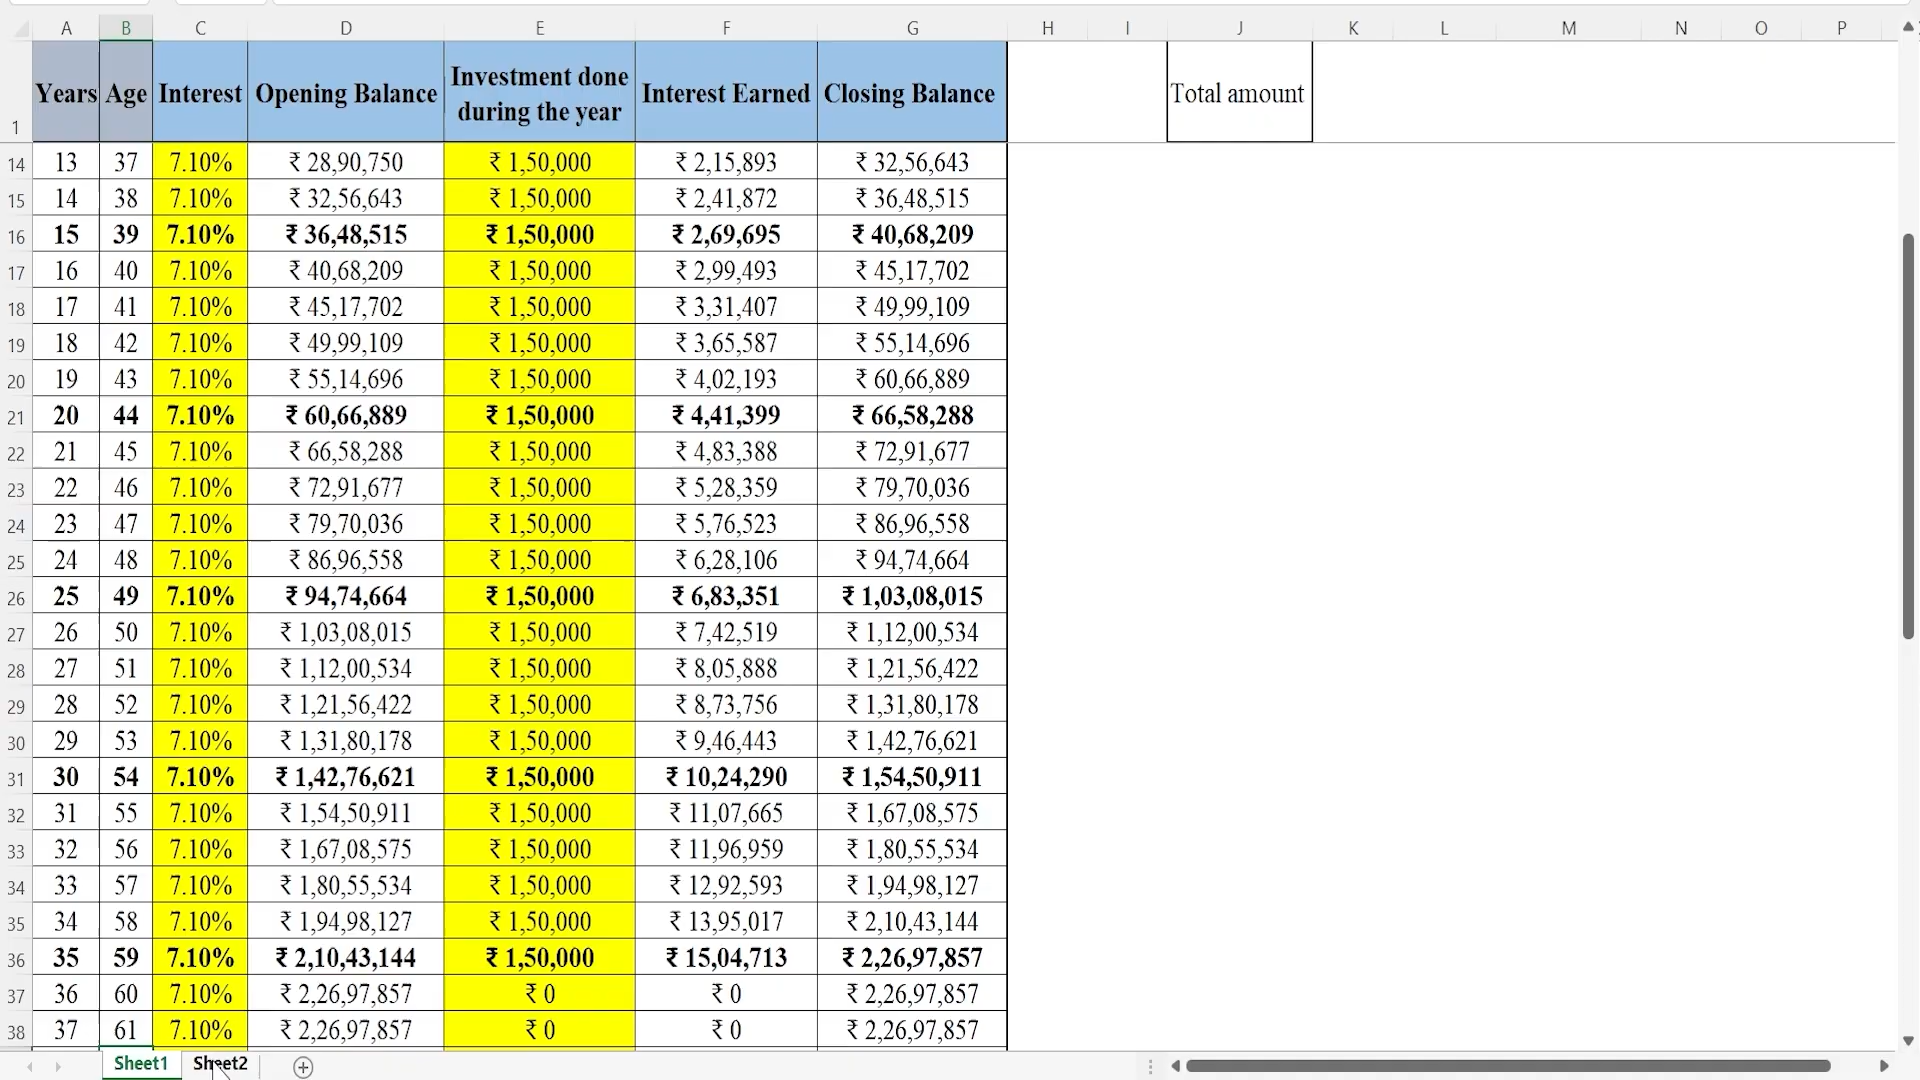 A B C D E F G H I J K L M N O P
1 Years Age Interest Opening Balance Investment done during the year Interest Earned Closing Balance Total amount
14 13 37 7.10% ₹ 28,90,750 ₹ 1,50,000 ₹ 2,15,893 ₹ 32,56,643
15 14 38 7.10% ₹ 32,56,643 ₹ 1,50,000 ₹ 2,41,872 ₹ 36,48,515
16 15 39 7.10% ₹ 36,48,515 ₹ 1,50,000 ₹ 2,69,695 ₹ 40,68,209
17 16 40 7.10% ₹ 40,68,209 ₹ 1,50,000 ₹ 2,99,493 ₹ 45,17,702
18 17 41 7.10% ₹ 45,17,702 ₹ 1,50,000 ₹ 3,31,407 ₹ 49,99,109
19 18 42 7.10% ₹ 49,99,109 ₹ 1,50,000 ₹ 3,65,587 ₹ 55,14,696
20 19 43 7.10% ₹ 55,14,696 ₹ 1,50,000 ₹ 4,02,193 ₹ 60,66,889
21 20 44 7.10% ₹ 60,66,889 ₹ 1,50,000 ₹ 4,41,399 ₹ 66,58,288
22 21 45 7.10% ₹ 66,58,288 ₹ 1,50,000 ₹ 4,83,388 ₹ 72,91,677
23 22 46 7.10% ₹ 72,91,677 ₹ 1,50,000 ₹ 5,28,359 ₹ 79,70,036
24 23 47 7.10% ₹ 79,70,036 ₹ 1,50,000 ₹ 5,76,523 ₹ 86,96,558
25 24 48 7.10% ₹ 86,96,558 ₹ 1,50,000 ₹ 6,28,106 ₹ 94,74,664
26 25 49 7.10% ₹ 94,74,664 ₹ 1,50,000 ₹ 6,83,351 ₹ 1,03,08,015
27 26 50 7.10% ₹ 1,03,08,015 ₹ 1,50,000 ₹ 7,42,519 ₹ 1,12,00,534
28 27 51 7.10% ₹ 1,12,00,534 ₹ 1,50,000 ₹ 8,05,888 ₹ 1,21,56,422
29 28 52 7.10% ₹ 1,21,56,422 ₹ 1,50,000 ₹ 8,73,756 ₹ 1,31,80,178
30 29 53 7.10% ₹ 1,31,80,178 ₹ 1,50,000 ₹ 9,46,443 ₹ 1,42,76,621
31 30 54 7.10% ₹ 1,42,76,621 ₹ 1,50,000 ₹ 10,24,290 ₹ 1,54,50,911
32 31 55 7.10% ₹ 1,54,50,911 ₹ 1,50,000 ₹ 11,07,665 ₹ 1,67,08,575
33 32 56 7.10% ₹ 1,67,08,575 ₹ 1,50,000 ₹ 11,96,959 ₹ 1,80,55,534
34 33 57 7.10% ₹ 1,80,55,534 ₹ 1,50,000 ₹ 12,92,593 ₹ 1,94,98,127
35 34 58 7.10% ₹ 1,94,98,127 ₹ 1,50,000 ₹ 13,95,017 ₹ 2,10,43,144
36 35 59 7.10% ₹ 2,10,43,144 ₹ 1,50,000 ₹ 15,04,713 ₹ 2,26,97,857
37 36 60 7.10% ₹ 2,26,97,857 ₹ 0 ₹ 0 ₹ 2,26,97,857
38 37 61 7.10% ₹ 2,26,97,857 ₹ 0 ₹ 0 ₹ 2,26,97,857
Sheet1 Sheet2